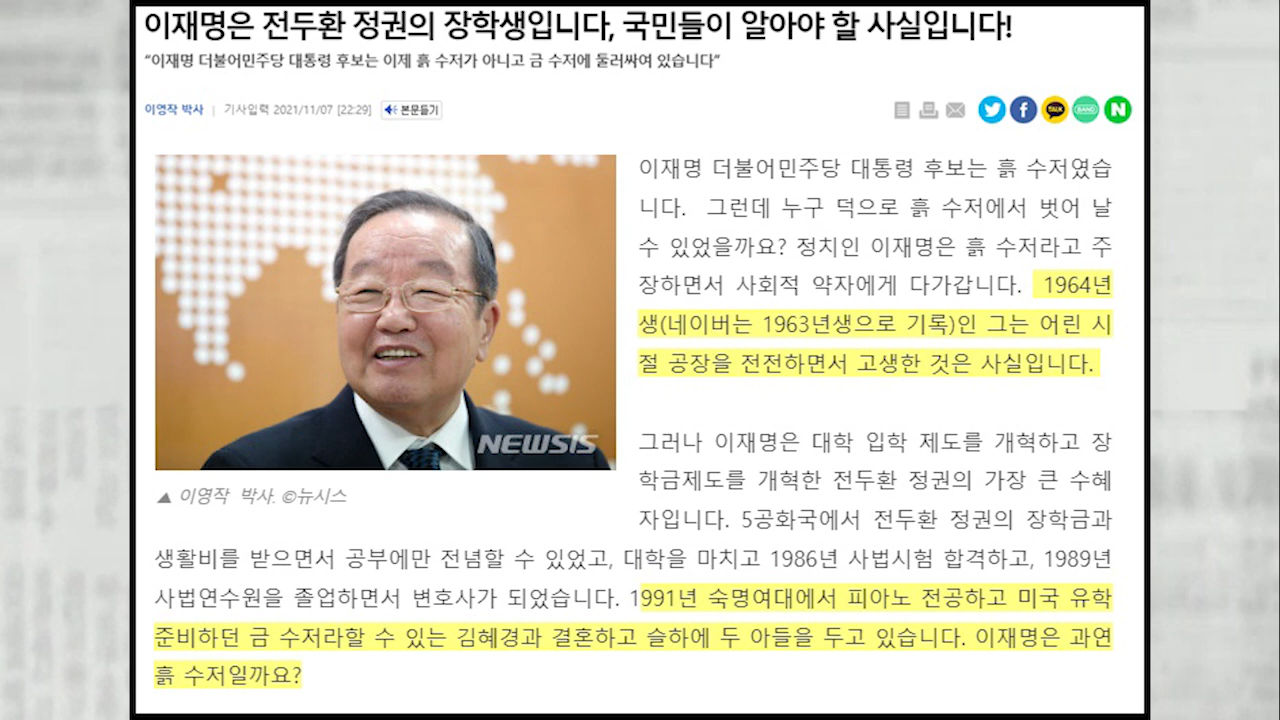 이재명은 전두환 정권의 장학생입니다, 국민들이 알아야 할 사실입니다!
“이재명 더불어민주당 대통령 후보는 이제 흙 수저가 아니고 금 수저에 둘러싸여 있습니다”
이영작 박사 | 기사입력 2021/11/07 [22:29] 본문듣기
TALK
BAND
N
이재명 더불어민주당 대통령 후보는 흙 수저였습
니다. 그런데 누구 덕으로 흙 수저에서 벗어 날
수 있었을까요? 정치인 이재명은 흙 수저라고 주
장하면서 사회적 약자에게 다가갑니다. 1964년
생(네이버는 1963년생으로 기록)인 그는 어린 시
절 공장을 전전하면서 고생한 것은 사실입니다.
NEWSIS
▲ 이영작 박사. ©뉴시스
그러나 이재명은 대학 입학 제도를 개혁하고 장
학금제도를 개혁한 전두환 정권의 가장 큰 수혜
자입니다. 5공화국에서 전두환 정권의 장학금과
생활비를 받으면서 공부에만 전념할 수 있었고, 대학을 마치고 1986년 사법시험 합격하고, 1989년
사법연수원을 졸업하면서 변호사가 되었습니다. 1991년 숙명여대에서 피아노 전공하고 미국 유학
준비하던 금 수저라할 수 있는 김혜경과 결혼하고 슬하에 두 아들을 두고 있습니다. 이재명은 과연
흙 수저일까요?